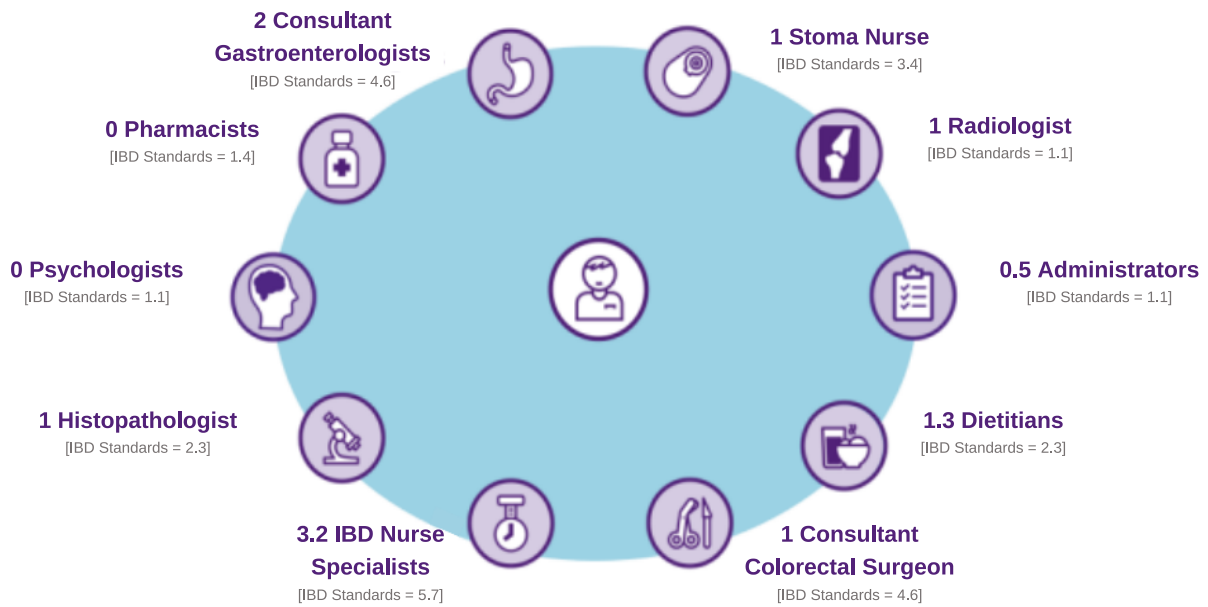 2 Consultant
Gastroenterologists
[IBD Standards = 4.6]
1 Stoma Nurse
[IBD Standards = 3.4]
0 Pharmacists
[IBD Standards = 1.4]
1 Radiologist
[IBD Standards = 1.1]
0 Psychologists
[IBD Standards = 1.1]
0.5 Administrators
[IBD Standards = 1.1]
1 Histopathologist
[IBD Standards = 2.3]
1.3 Dietitians
[IBD Standards = 2.3]
3.2 IBD Nurse
Specialists
[IBD Standards = 5.7]
1 Consultant
Colorectal Surgeon
[IBD Standards = 4.6]